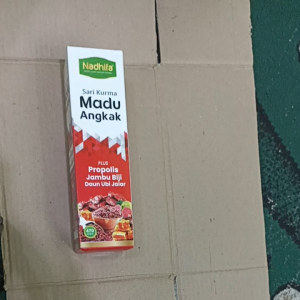 Nadhifa
Sari Kurma
Madu
Angkak
PLUS
Propolis
Jambu Biji
Daun Ubi Jalar